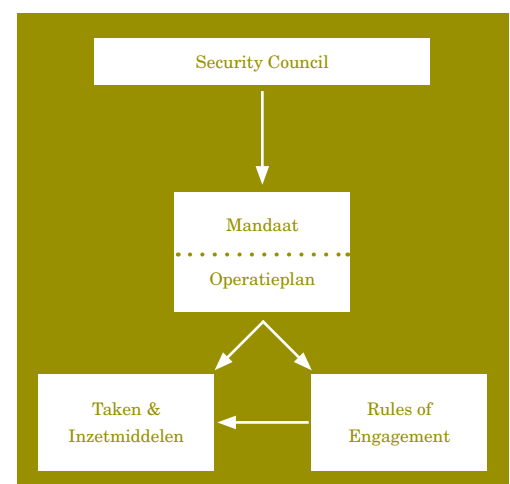 Security Council
Mandaat
Operatieplan
Taken &
Inzetmiddelen
Rules of
Engagement